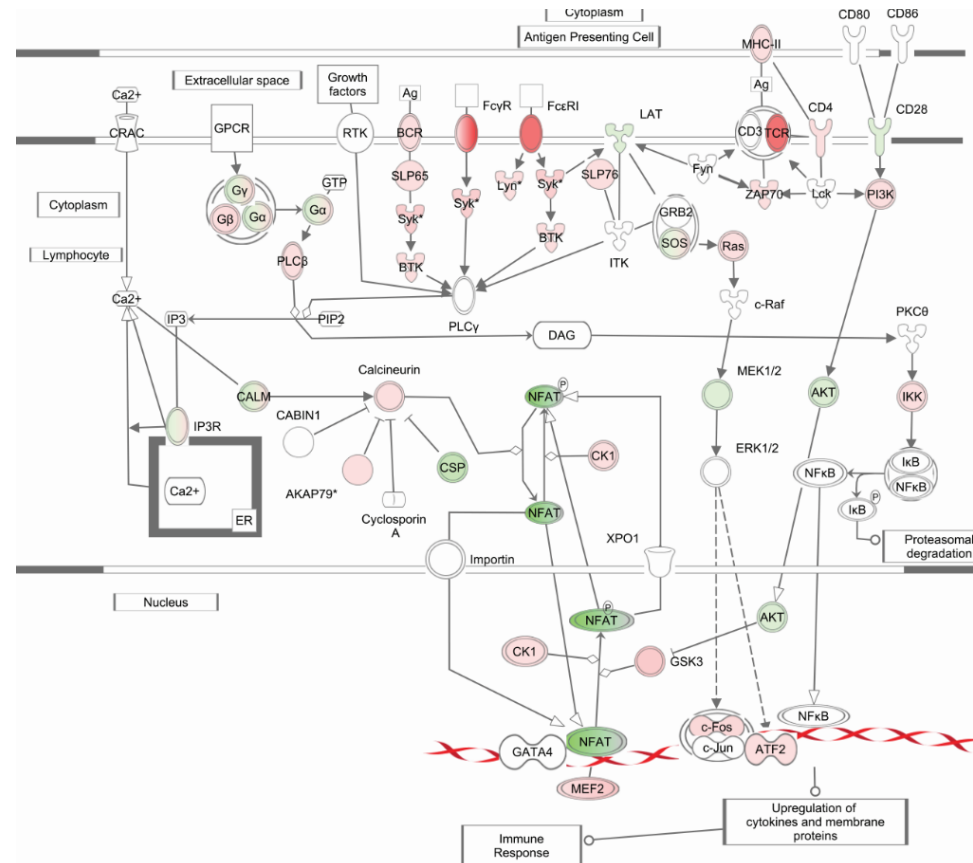 Cytoplasm
Antigen Presenting Cell
CD80
CD86
MHC-II
Extracellular space
Growth
factors
Ag
FcγR
FcεRI
LAT
Ag
CD4
CD28
Ca2+
CRAC
GPCR
RTK
BCR
CD3
TCR
Fyn
SLP65
Lyn*
Syk*
SLP76
ZAP70
Lck
PI3K
Cytoplasm
Gγ
Gβ
Gα
GTP
Gα
Syk*
Syk*
BTK
GRB2
SOS
Ras
Lymphocyte
PLCβ
BTK
ITK
c-Raf
Ca2+
IP3
PIP2
PLCγ
DAG
PKCθ
CALM
Calcineurin
NFAT
P
MEK1/2
AKT
IKK
CABIN1
IP3R
CSP
CK1
ERK1/2
NFκB
IκB
NFκB
Ca2+
ER
AKAP79*
Cyclosporin
A
NFAT
IκB
P
XPO1
Importin
Proteasomal
degradation
Nucleus
P
NFAT
AKT
CK1
GSK3
NFκB
GATA4
NFAT
c-Fos
c-Jun
ATF2
MEF2
Upregulation of
cytokines and membrane
proteins
Immune
Response